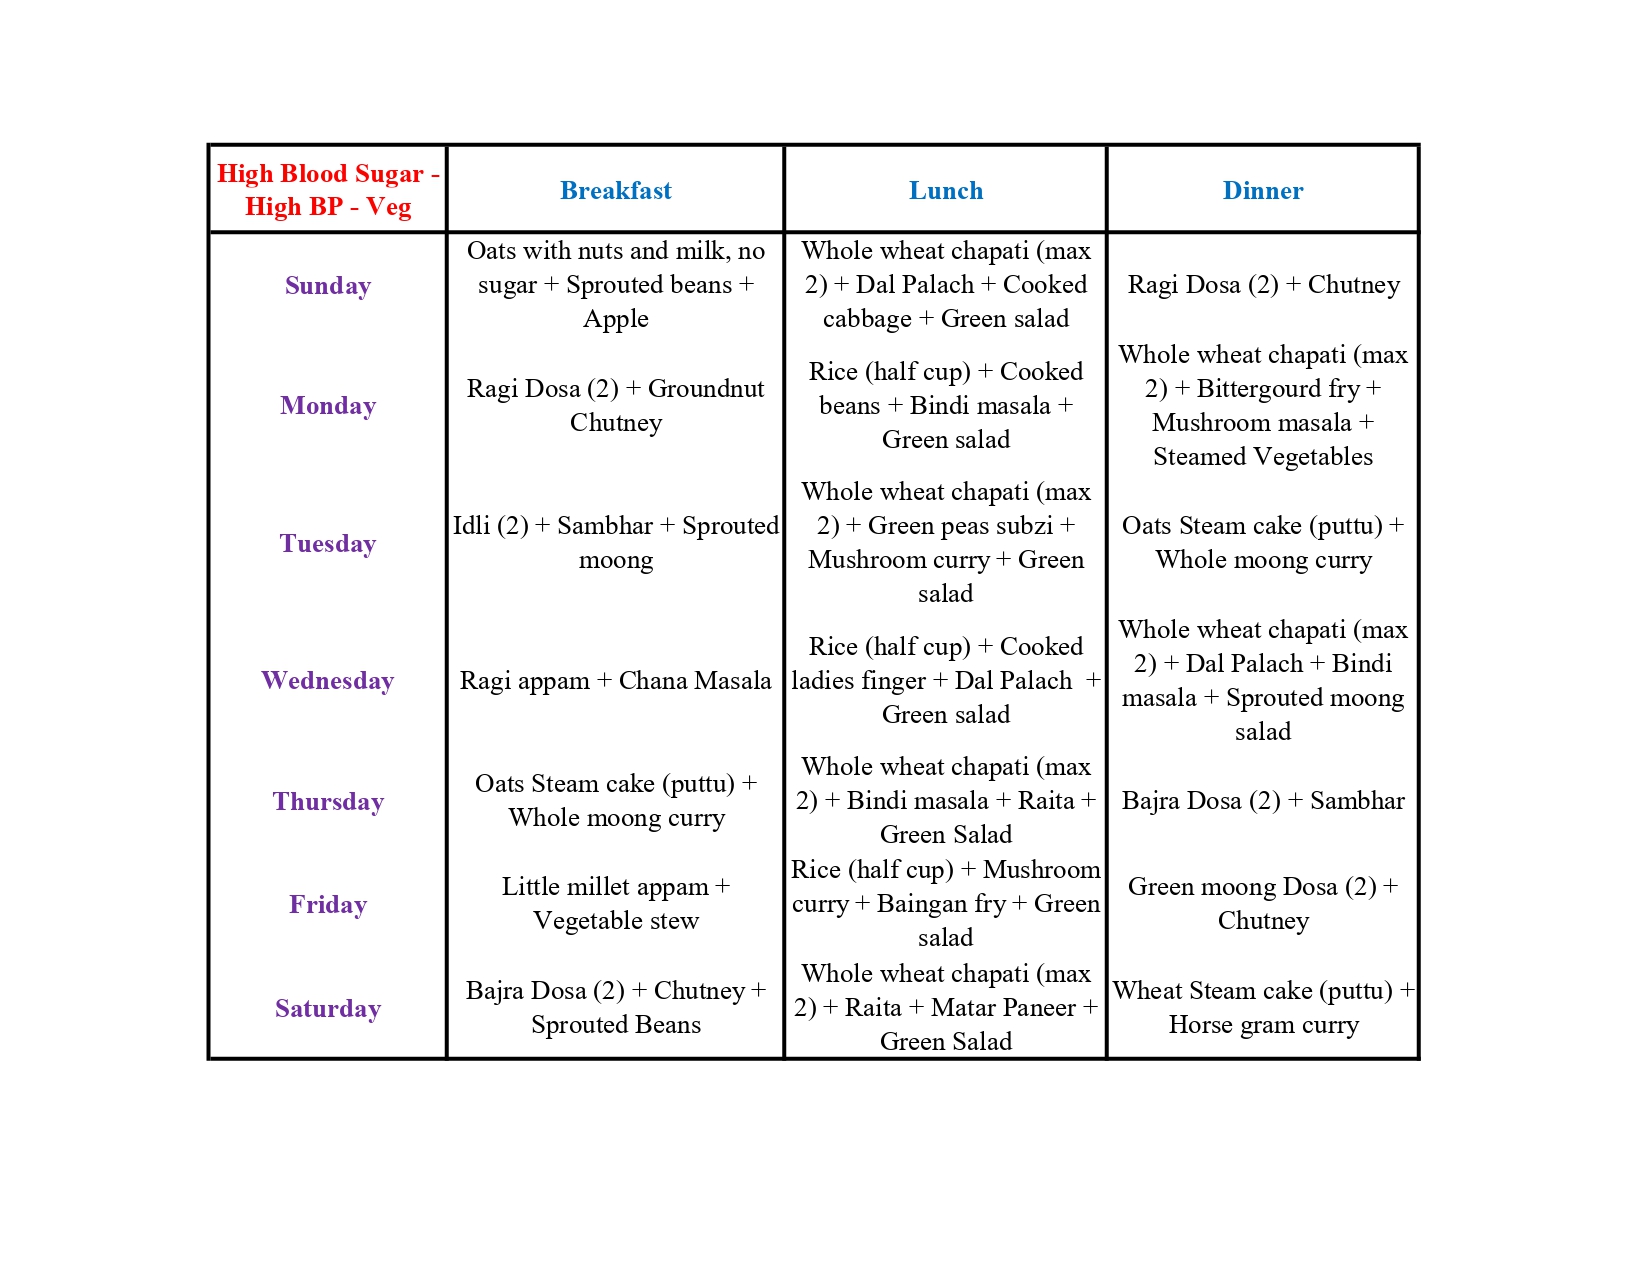 High Blood Sugar -
High BP - Veg
Breakfast
Lunch
Dinner
Sunday
Oats with nuts and milk, no
sugar + Sprouted beans +
Apple
Whole wheat chapati (max
2) + Dal Palach + Cooked
cabbage + Green salad
Ragi Dosa (2) + Chutney
Monday
Ragi Dosa (2) + Groundnut
Chutney
Rice (half cup) + Cooked
beans + Bindi masala +
Green salad
Whole wheat chapati (max
2) + Bittergourd fry +
Mushroom masala +
Steamed Vegetables
Tuesday
Idli (2) + Sambhar + Sprouted
moong
Whole wheat chapati (max
2) + Green peas subzi +
Mushroom curry + Green
salad
Oats Steam cake (puttu) +
Whole moong curry
Wednesday
Ragi appam + Chana Masala
Rice (half cup) + Cooked
ladies finger + Dal Palach  +
Green salad
Whole wheat chapati (max
2) + Dal Palach + Bindi
masala + Sprouted moong
salad
Thursday
Oats Steam cake (puttu) +
Whole moong curry
Whole wheat chapati (max
2) + Bindi masala + Raita +
Green Salad
Bajra Dosa (2) + Sambhar
Friday
Little millet appam +
Vegetable stew
Rice (half cup) + Mushroom
curry + Baingan fry + Green
salad
Green moong Dosa (2) +
Chutney
Saturday
Bajra Dosa (2) + Chutney +
Sprouted Beans
Whole wheat chapati (max
2) + Raita + Matar Paneer +
Green Salad
Wheat Steam cake (puttu) +
Horse gram curry